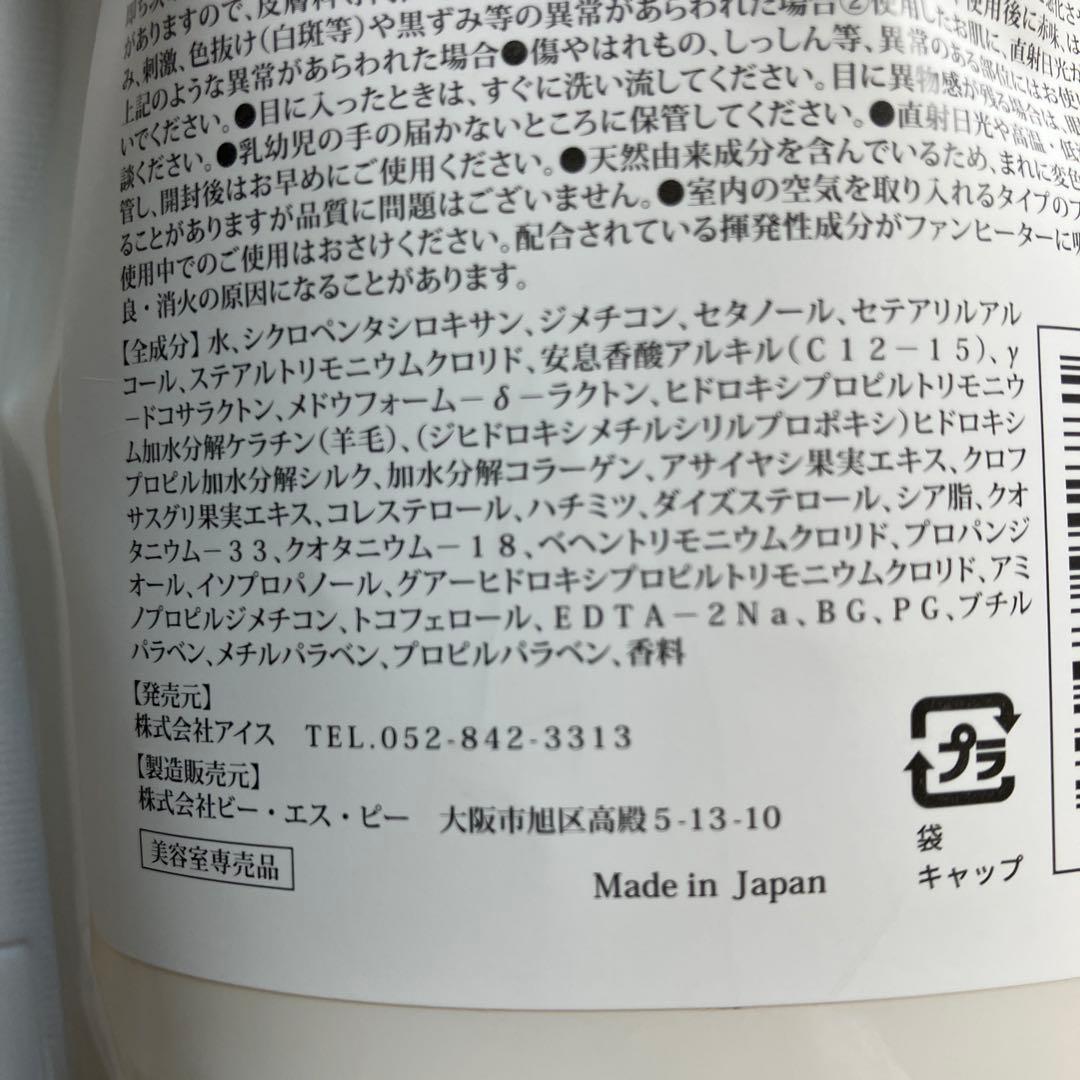 がありますので、皮膚科専門
み、刺激、色抜け(白斑等)や黒ずみ等の異常があらわれた場合②使用したお肌に、直射日光が
上記のような異常があらわれた場合●傷やはれもの、しっしん等、異常のある部位にはお使
いでください。●目に入ったときは、すぐに洗い流してください。目に異物感が残る場合は、眼
談ください。●乳幼児の手の届かないところに保管してください。●直射日光や高温・低
管し、開封後はお早めにご使用ください。●天然由来成分を含んでいるため、まれに変色
ることがありますが品質に問題はございません。●室内の空気を取り入れるタイプのフ
使用中でのご使用はおさけください。配合されている揮発性成分がファンヒーターに
良・消火の原因になることがあります。
【全成分】水、シクロペンタシロキサン、ジメチコン、セタノール、セテアリルアル
コール、ステアルトリモニウムクロリド、安息香酸アルキル(C12-15)、γ
-ドコサラクトン、メドウフォーム-δ-ラクトン、ヒドロキシプロピルトリモニウ
ム加水分解ケラチン(羊毛)、(ジヒドロキシメチルシリルプロポキシ)ヒドロキシ
プロピル加水分解シルク、加水分解コラーゲン、アサイヤシ果実エキス、クロフ
サスグリ果実エキス、コレステロール、ハチミツ、ダイズステロール、シア脂、クオ
タニウム-33、クオタニウム-18、ベヘントリモニウムクロリド、プロパンジ
オール、イソプロパノール、グアーヒドロキシプロピルトリモニウムクロリド、アミ
ノプロピルジメチコン、トコフェロール、EDTA-2Na、BG、PG、ブチル
パラベン、メチルパラベン、プロピルパラベン、香料
【発売元】
株式会社アイス TEL.052-842-3313
【製造販売元】
株式会社ビー・エス・ピー 大阪市旭区高殿5-13-10
美容室専売品
Made in Japan
プラ
袋
キャップ